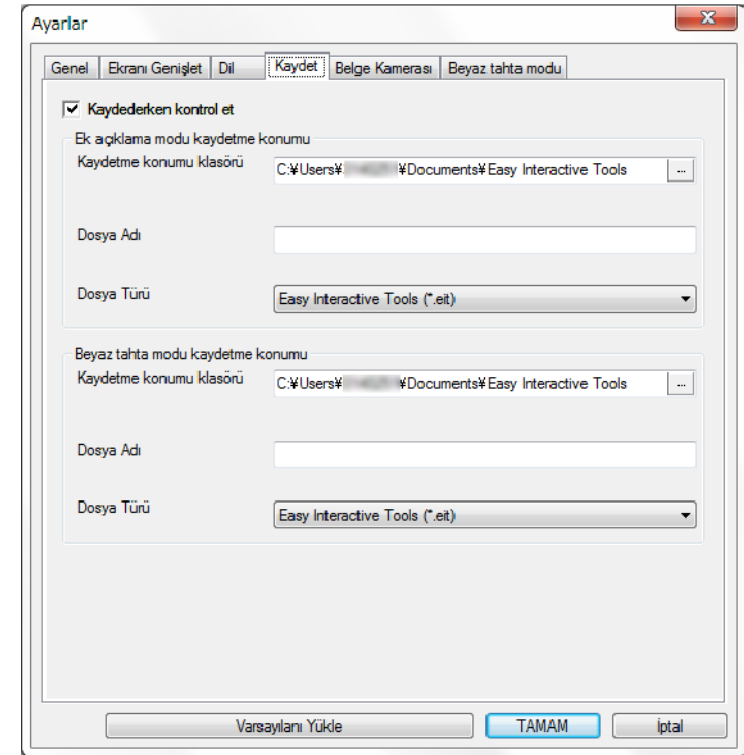 Ayarlar
Genel Ekranı Genişlet Dil Kaydet Belge Kamerası Beyaz tahta modu
Kaydederken kontrol et
Ek açıklama modu kaydetme konumu
Kaydetme konumu klasörü C:¥Users¥ ¥Documents¥Easy Interactive Tools ...
Dosya Adı
Dosya Türü Easy Interactive Tools (*.eit)
Beyaz tahta modu kaydetme konumu
Kaydetme konumu klasörü C:¥Users¥ ¥Documents¥Easy Interactive Tools ...
Dosya Adı
Dosya Türü Easy Interactive Tools (*.eit)
Varsayılanı Yükle TAMAM İptal